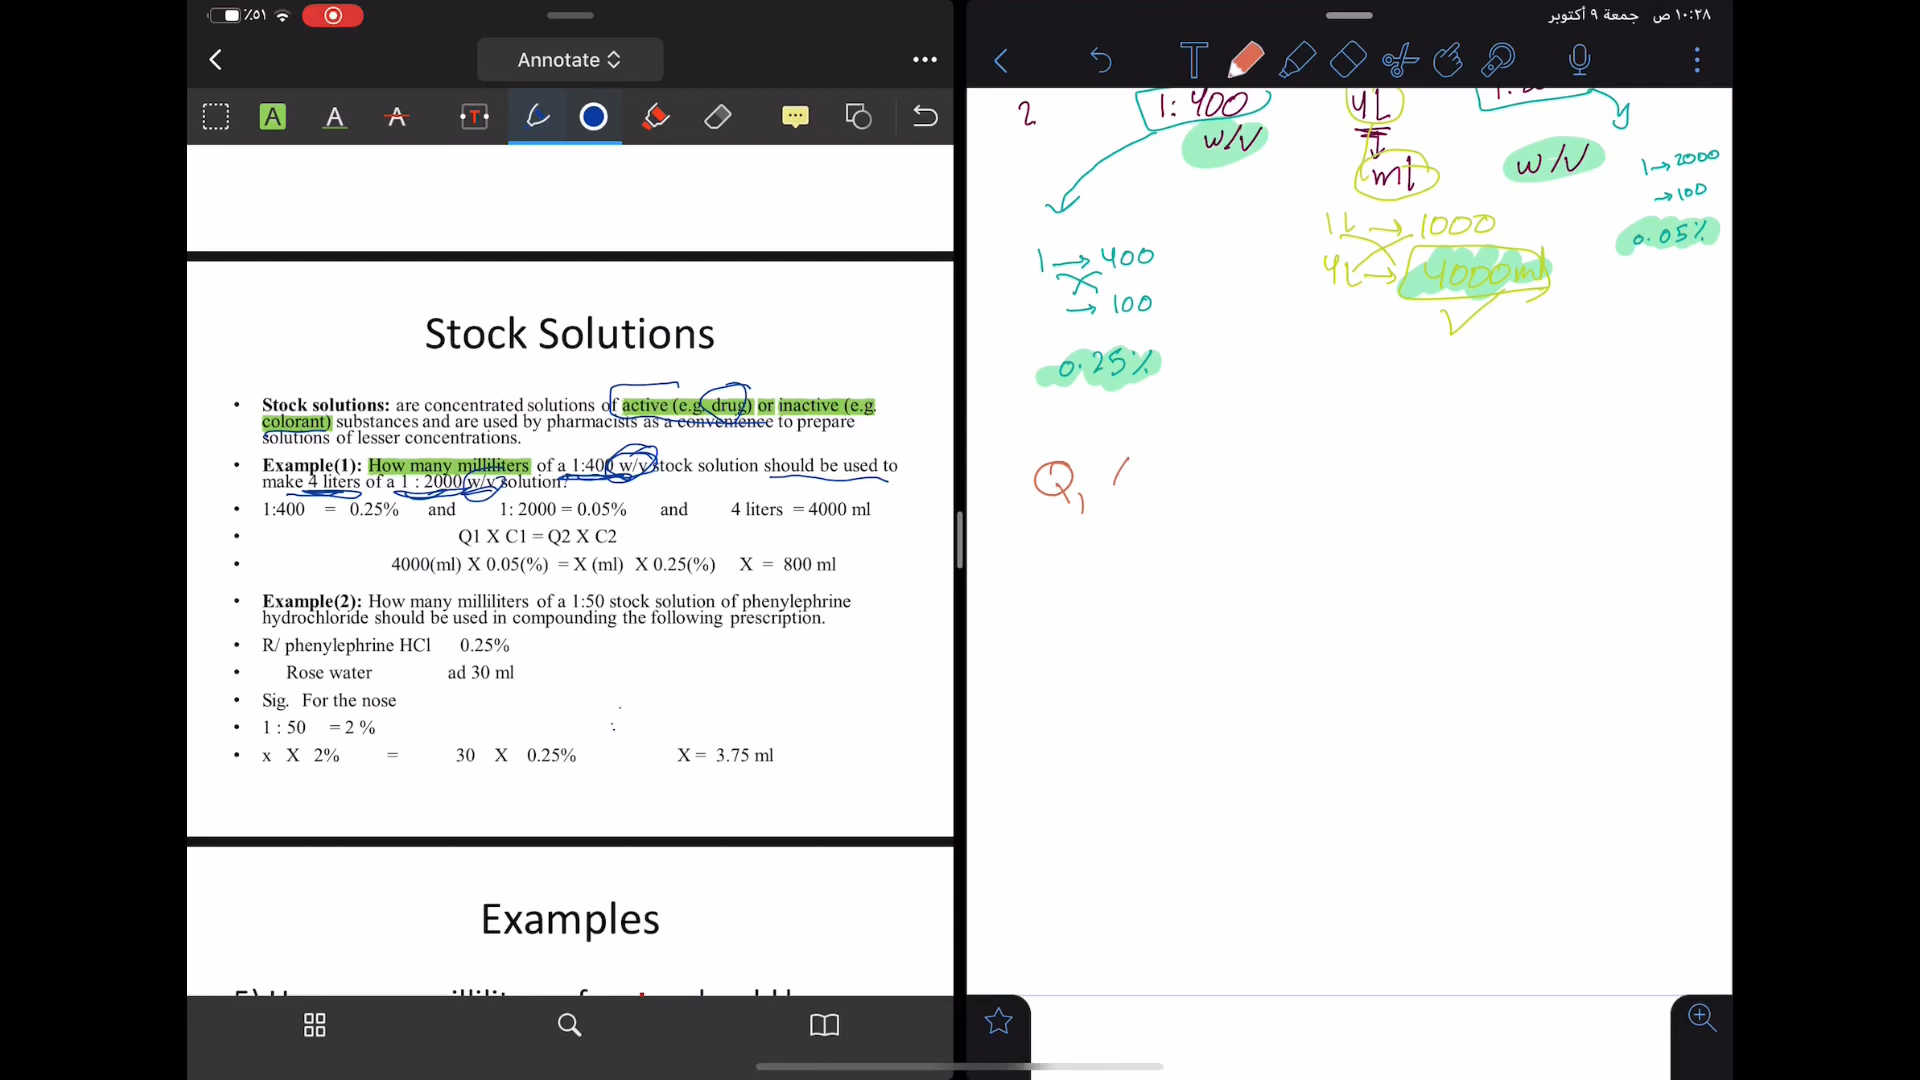 ٪٥١
١٠:٢٨ ص جمعة ٩ أكتوبر
Annotate
Stock Solutions
• Stock solutions: are concentrated solutions of active (e.g. drug) or inactive (e.g.
colorant) substances and are used by pharmacists as a convenience to prepare
solutions of lesser concentrations.
• Example(1): How many milliliters of a 1:400 w/v stock solution should be used to
make 4 liters of a 1 : 2000 w/v solution?
• 1:400 = 0.25% and 1: 2000 = 0.05% and 4 liters = 4000 ml
• Q1 X C1 = Q2 X C2
• 4000(ml) X 0.05(%) = X (ml) X 0.25(%) X = 800 ml
• Example(2): How many milliliters of a 1:50 stock solution of phenylephrine
hydrochloride should be used in compounding the following prescription.
• R/ phenylephrine HCl 0.25%
• Rose water ad 30 ml
• Sig. For the nose
• 1 : 50 = 2 %
• x X 2% = 30 X 0.25% X = 3.75 ml
Examples
2 1:400 4L
w/v ml w/v
1→2000
→100
0.05%
1L → 1000
4L → 4000ml
1 → 400
→ 100
0.25%
Q1